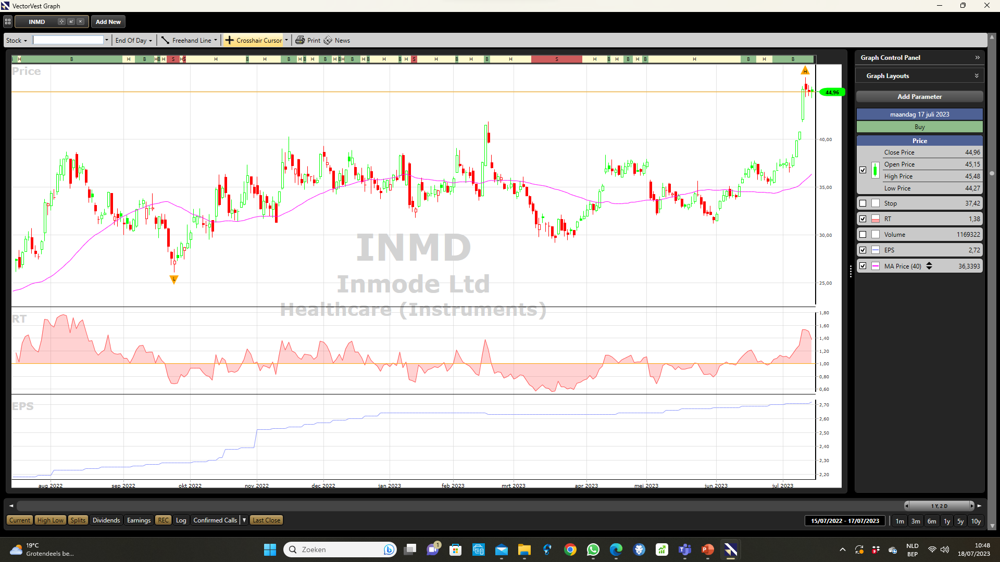 VectorVest Graph
INMD
Add New
Stock
End Of Day
Freehand Line
Crosshair Cursor
Print
News
H B H B H B H S H S H B H B H B H B H B H B H B H B H S H B H B H S H B H B H B H
Price
H
44,96
40,00
35,00
30,00
25,00
L
INMD
Inmode Ltd
Healthcare (Instruments)
RT
1,80
1,60
1,40
1,20
1,00
0,80
0,60
EPS
2,70
2,60
2,50
2,40
2,30
2,20
aug 2022 sep 2022 okt 2022 nov 2022 dec 2022 jan 2023 feb 2023 mrt 2023 apr 2023 mei 2023 jun 2023 jul 2023
Graph Control Panel
Graph Layouts
Add Parameter
maandag 17 juli 2023
Buy
Price
Close Price 44,96
Open Price 45,15
High Price 45,48
Low Price 44,27
Stop 37,42
RT 1,38
Volume 1169322
EPS 2,72
MA Price (40) 36,3393
1 Y, 2 D
Current
High Low
Splits
Dividends
Earnings
REC
Log
Confirmed Calls
Last Close
15/07/2022 - 17/07/2023
1m
3m
6m
1y
5y
10y
19°C
Grotendeels be...
Zoeken
1
NLD
BEP
10:48
18/07/2023